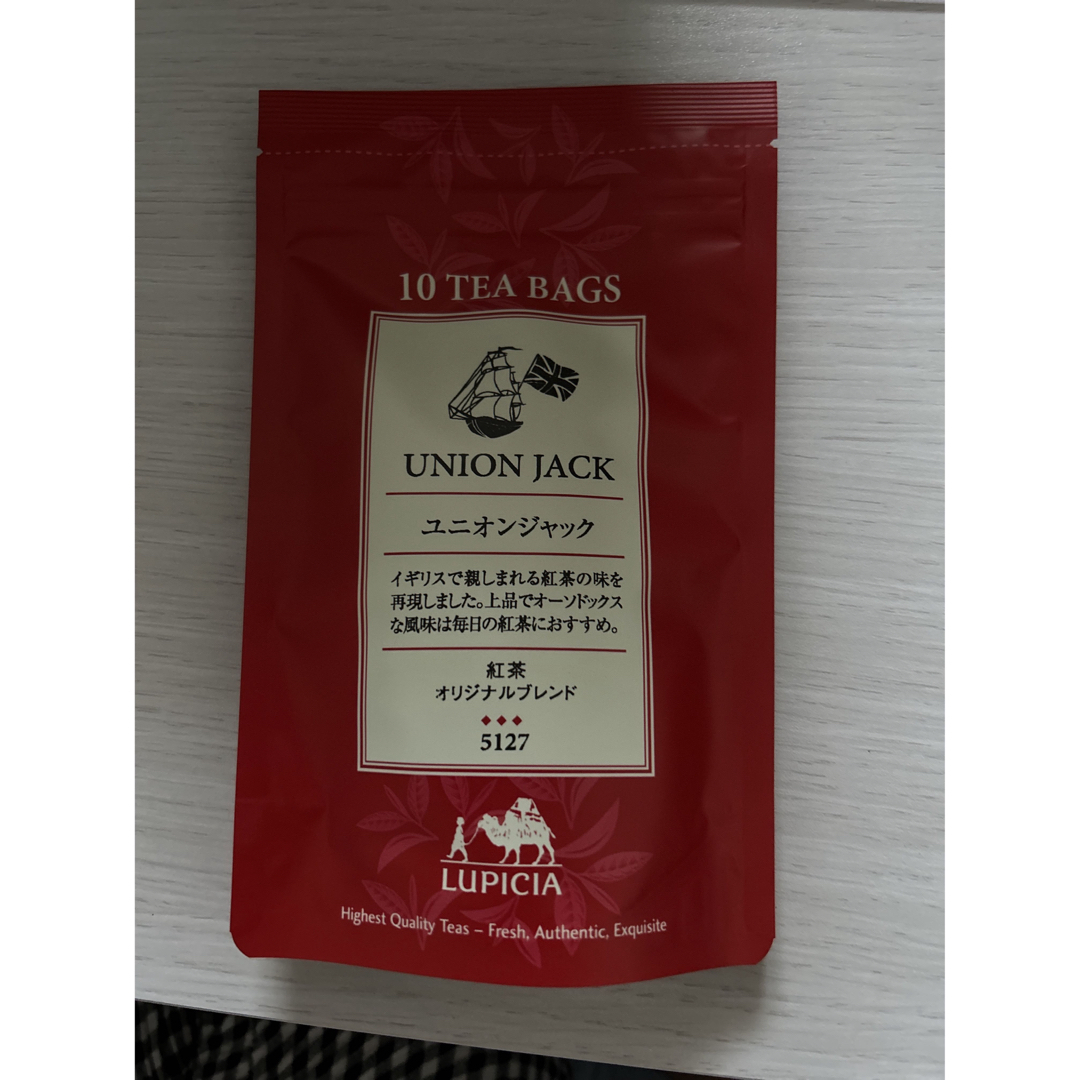 10 TEA BAGS
UNION JACK
ユニオンジャック
イギリスで親しまれる紅茶の味を
再現しました。上品でオーソドックス
な風味は毎日の紅茶におすすめ。
紅茶
オリジナルブレンド
5127
LUPICIA
Highest Quality Teas – Fresh, Authentic, Exquisite